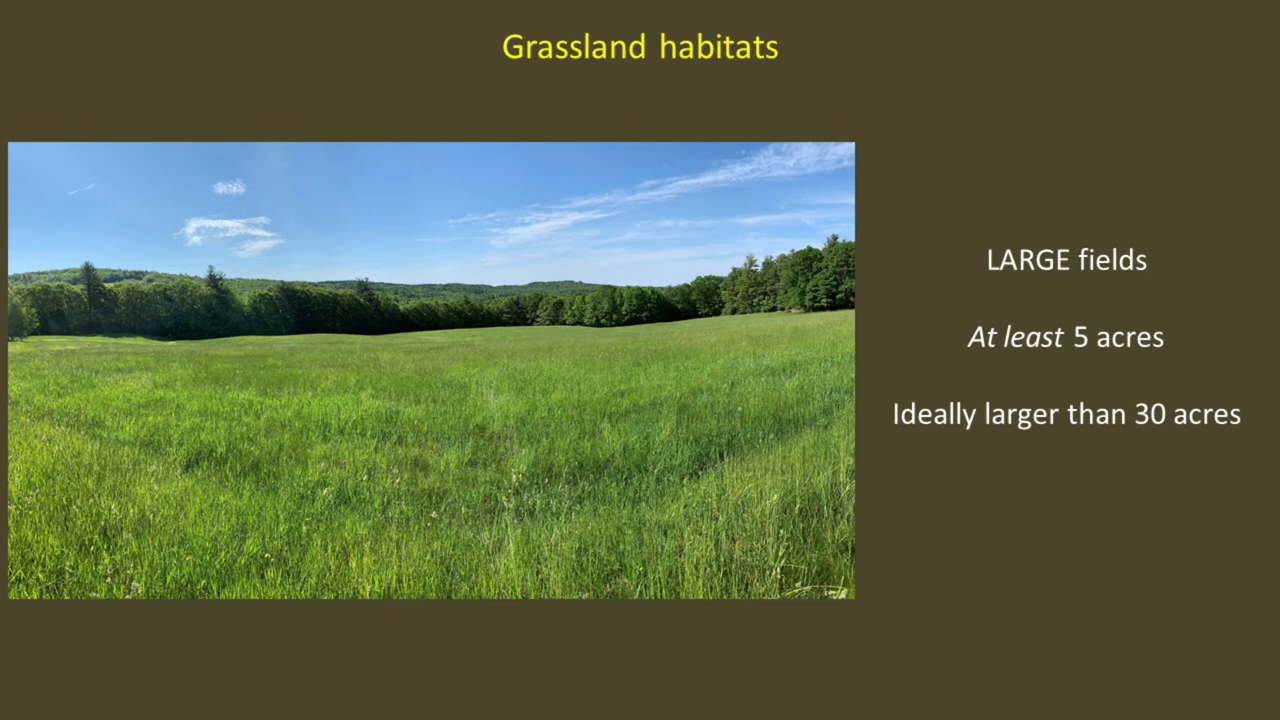 Grassland habitats
LARGE fields
At least 5 acres
Ideally larger than 30 acres